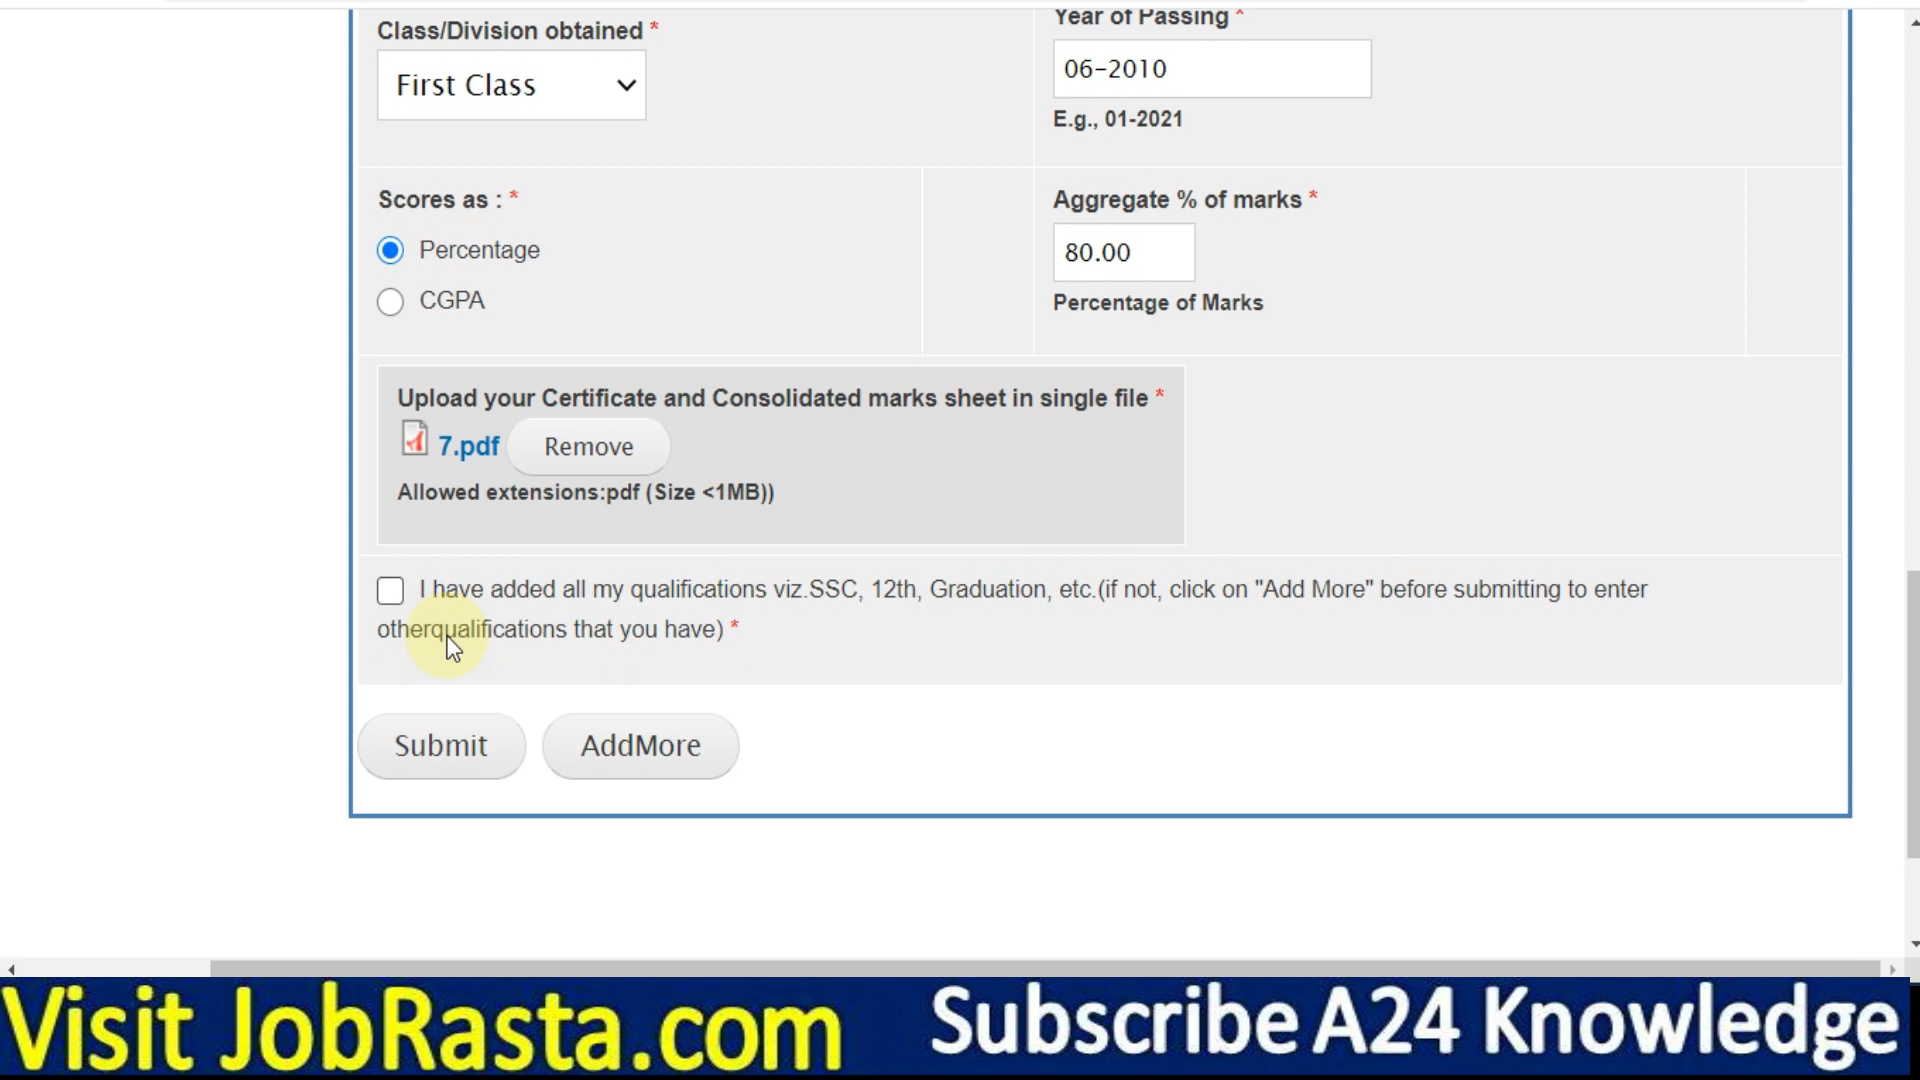 Class/Division obtained *
Year of Passing *
First Class
06-2010
E.g., 01-2021
Scores as : *
Aggregate % of marks *
Percentage
80.00
CGPA
Percentage of Marks
Upload your Certificate and Consolidated marks sheet in single file *
7.pdf Remove
Allowed extensions:pdf (Size <1MB))
I have added all my qualifications viz.SSC, 12th, Graduation, etc.(if not, click on "Add More" before submitting to enter
otherqualifications that you have) *
Submit AddMore
Visit JobRasta.com Subscribe A24 Knowledge